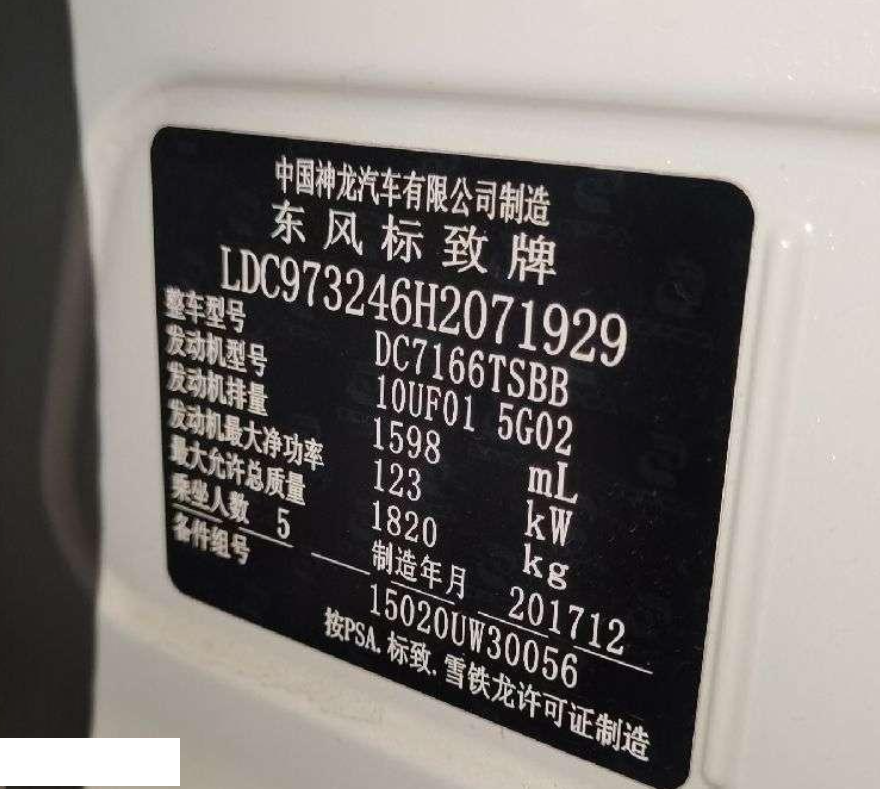 中国神龙汽车有限公司制造
东风标致牌
LDC973246H2071929
整车型号 DC7166TSBB
发动机型号 10UF01 5G02
发动机排量 1598 mL
发动机最大净功率 123 kW
最大允许总质量 1820 kg
乘坐人数 5 制造年月 201712
备件组号 15020UW30056
按PSA.标致.雪铁龙许可证制造